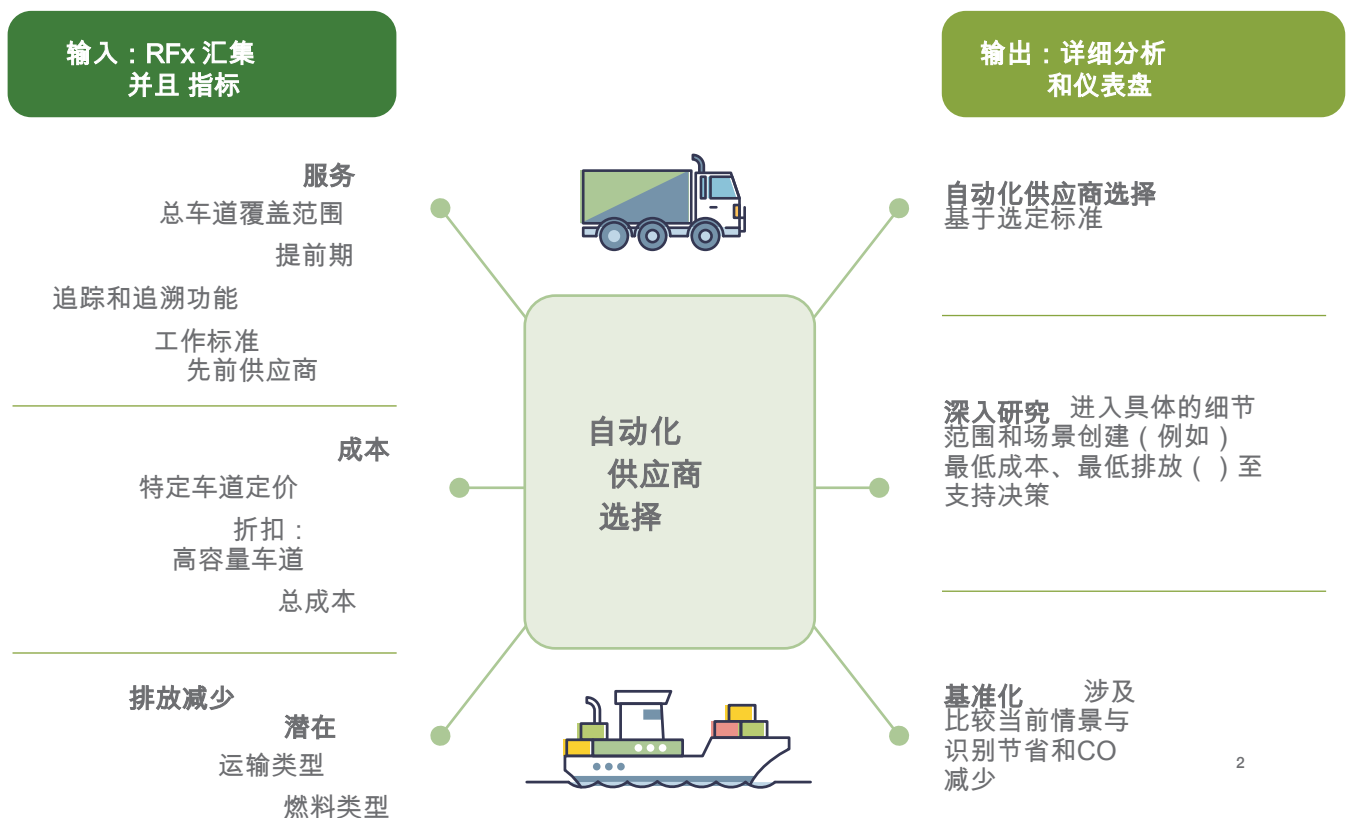 输入：RFx 汇集
并且 指标
服务
总车道覆盖范围
提前期
追踪和追溯功能
工作标准
先前供应商
成本
特定车道定价
折扣：
高容量车道
总成本
排放减少
潜在
运输类型
燃料类型
自动化
供应商
选择
输出：详细分析
和仪表盘
自动化供应商选择
基于选定标准
深入研究 进入具体的细节
范围和场景创建（例如）
最低成本、最低排放（ ）至
支持决策
基准化 涉及
比较当前情景与
识别节省和CO
2
减少